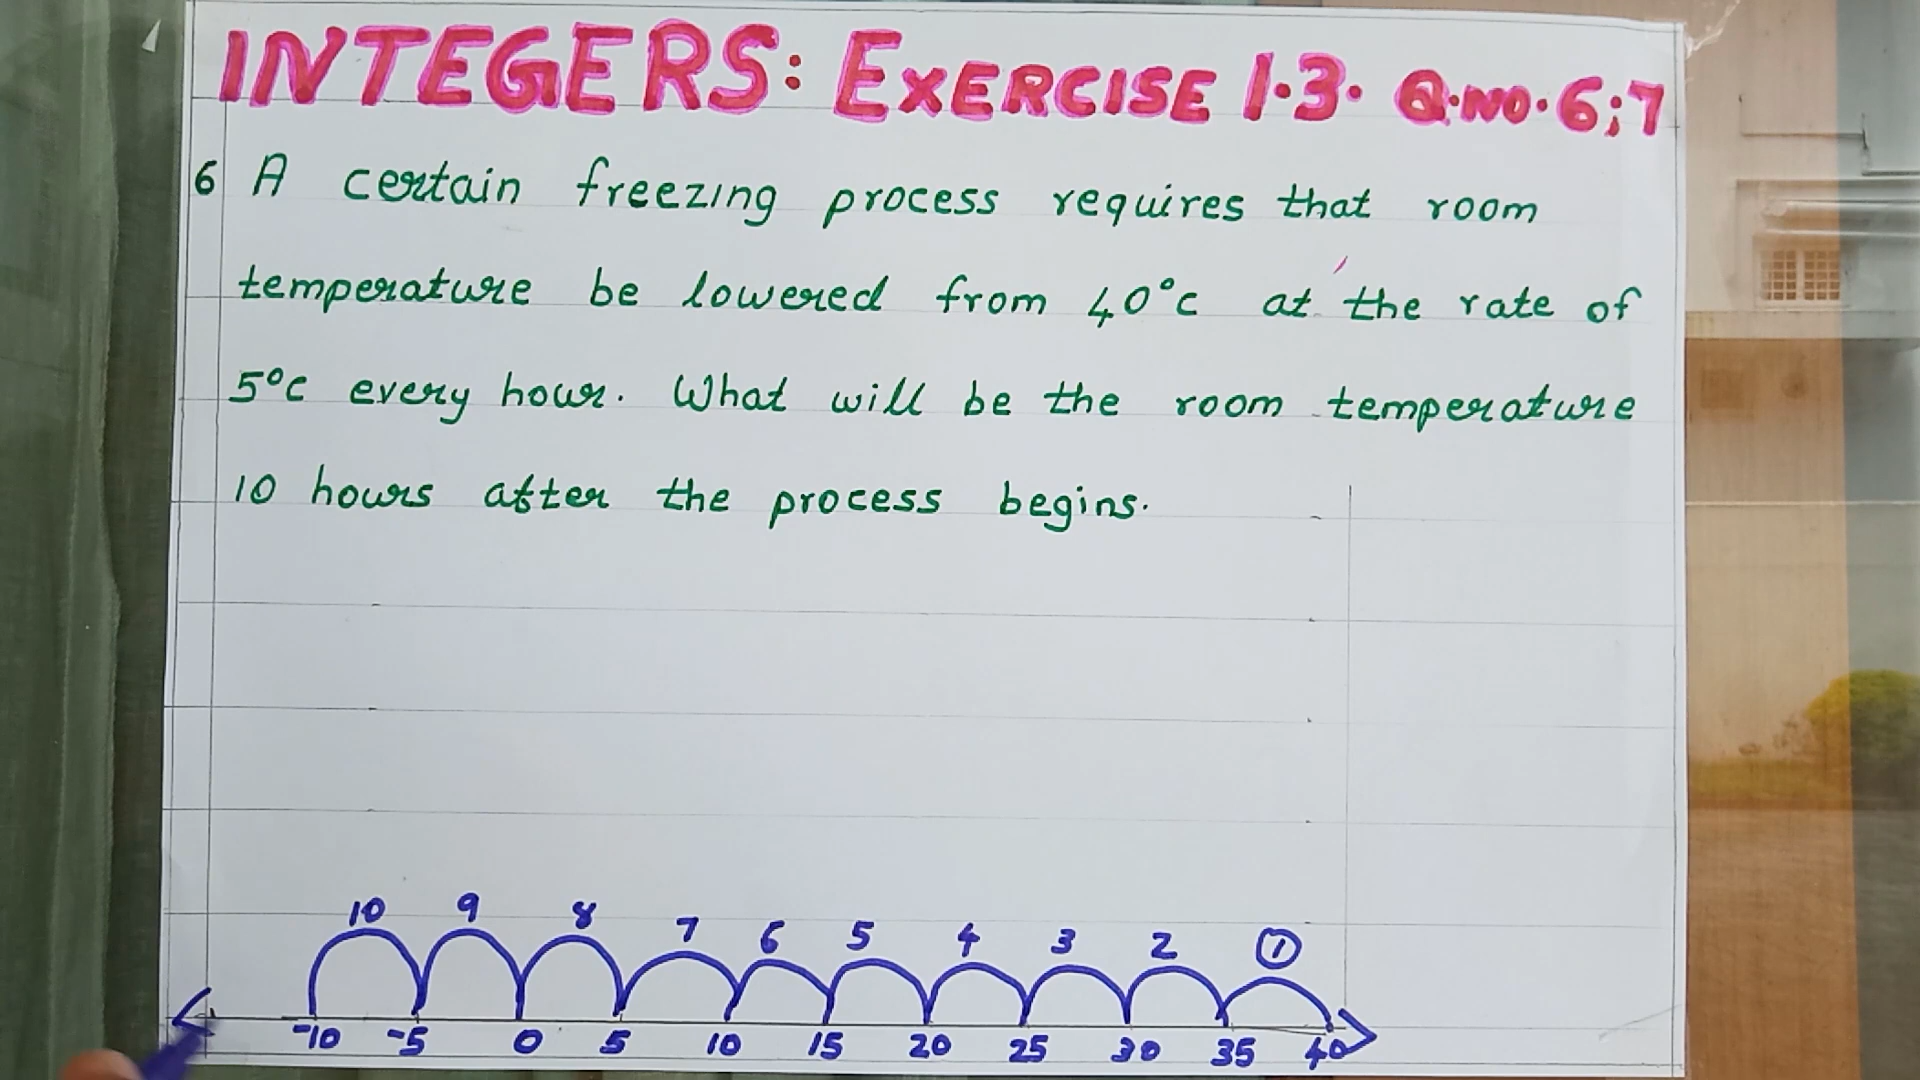 INTEGERS: EXERCISE 1.3. Q.NO.6;7
6 A certain freezing process requires that room
temperature be lowered from 40°c at the rate of
5°c every hour. What will be the room temperature
10 hours after the process begins.
10 9 8 7 6 5 4 3 2 1
-10 -5 0 5 10 15 20 25 30 35 40